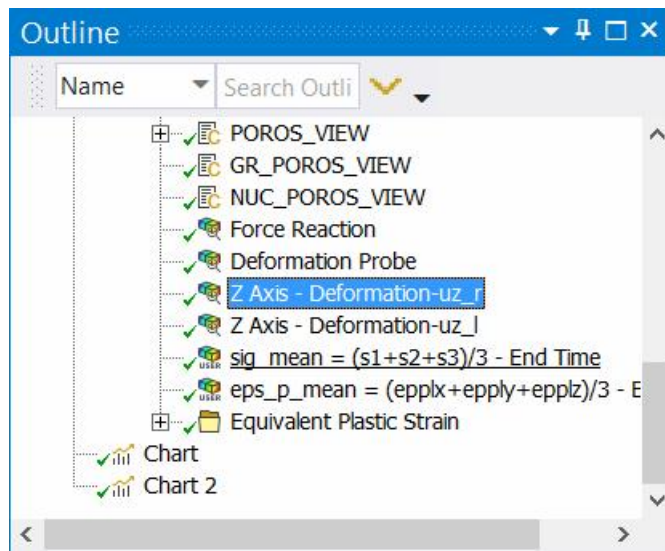 Outline
Name Search Outli
POROS_VIEW
GR_POROS_VIEW
NUC_POROS_VIEW
Force Reaction
Deformation Probe
Z Axis - Deformation-uz_r
Z Axis - Deformation-uz_l
sig_mean = (s1+s2+s3)/3 - End Time
eps_p_mean = (epplx+epply+epplz)/3 - E
Equivalent Plastic Strain
Chart
Chart 2